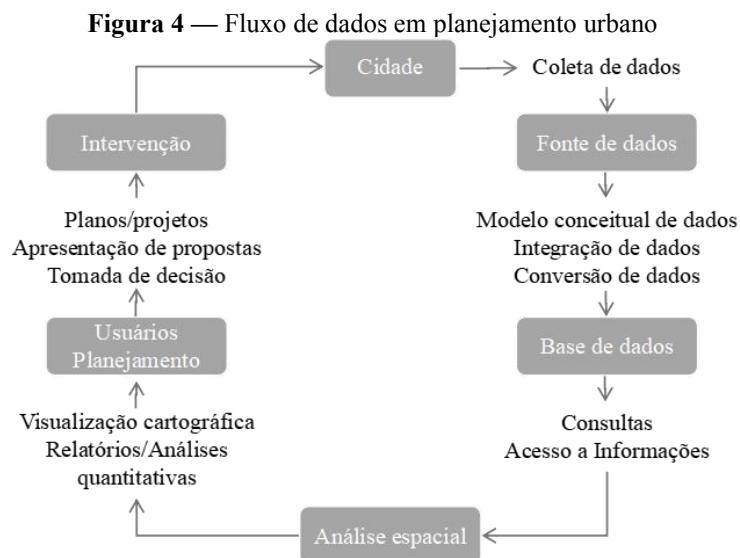 Figura 4 — Fluxo de dados em planejamento urbano
Cidade
Coleta de dados
Fonte de dados
Modelo conceitual de dados
Integração de dados
Conversão de dados
Base de dados
Consultas
Acesso a Informações
Análise espacial
Visualização cartográfica
Relatórios/Análises
quantitativas
Usuários
Planejamento
Planos/projetos
Apresentação de propostas
Tomada de decisão
Intervenção